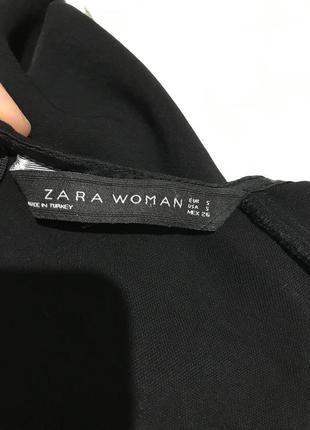 ZARA WOMAN
MADE IN TURKEY
EUR S
USA S
MEX 26